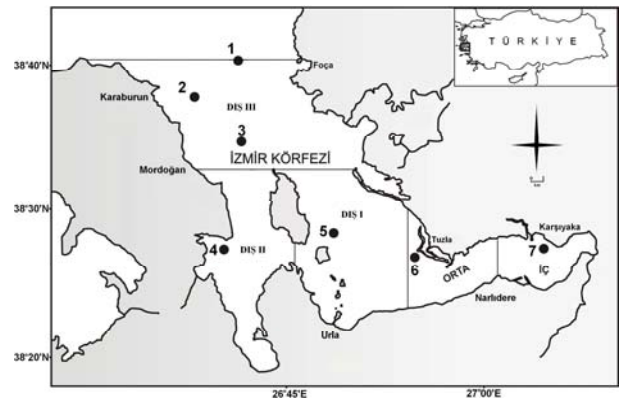 TÜRKİYE
1
38°40'
Foça
Karaburun
2
DIŞ III
3
İZMİR KÖRFEZİ
Mordoğan
38°30'
DIŞ I
5
Karşıyaka
Tuzla
4
DIŞ II
6
7
İÇ
ORTA
Narlıdere
Urla
38°20'
26°45'
27°00'